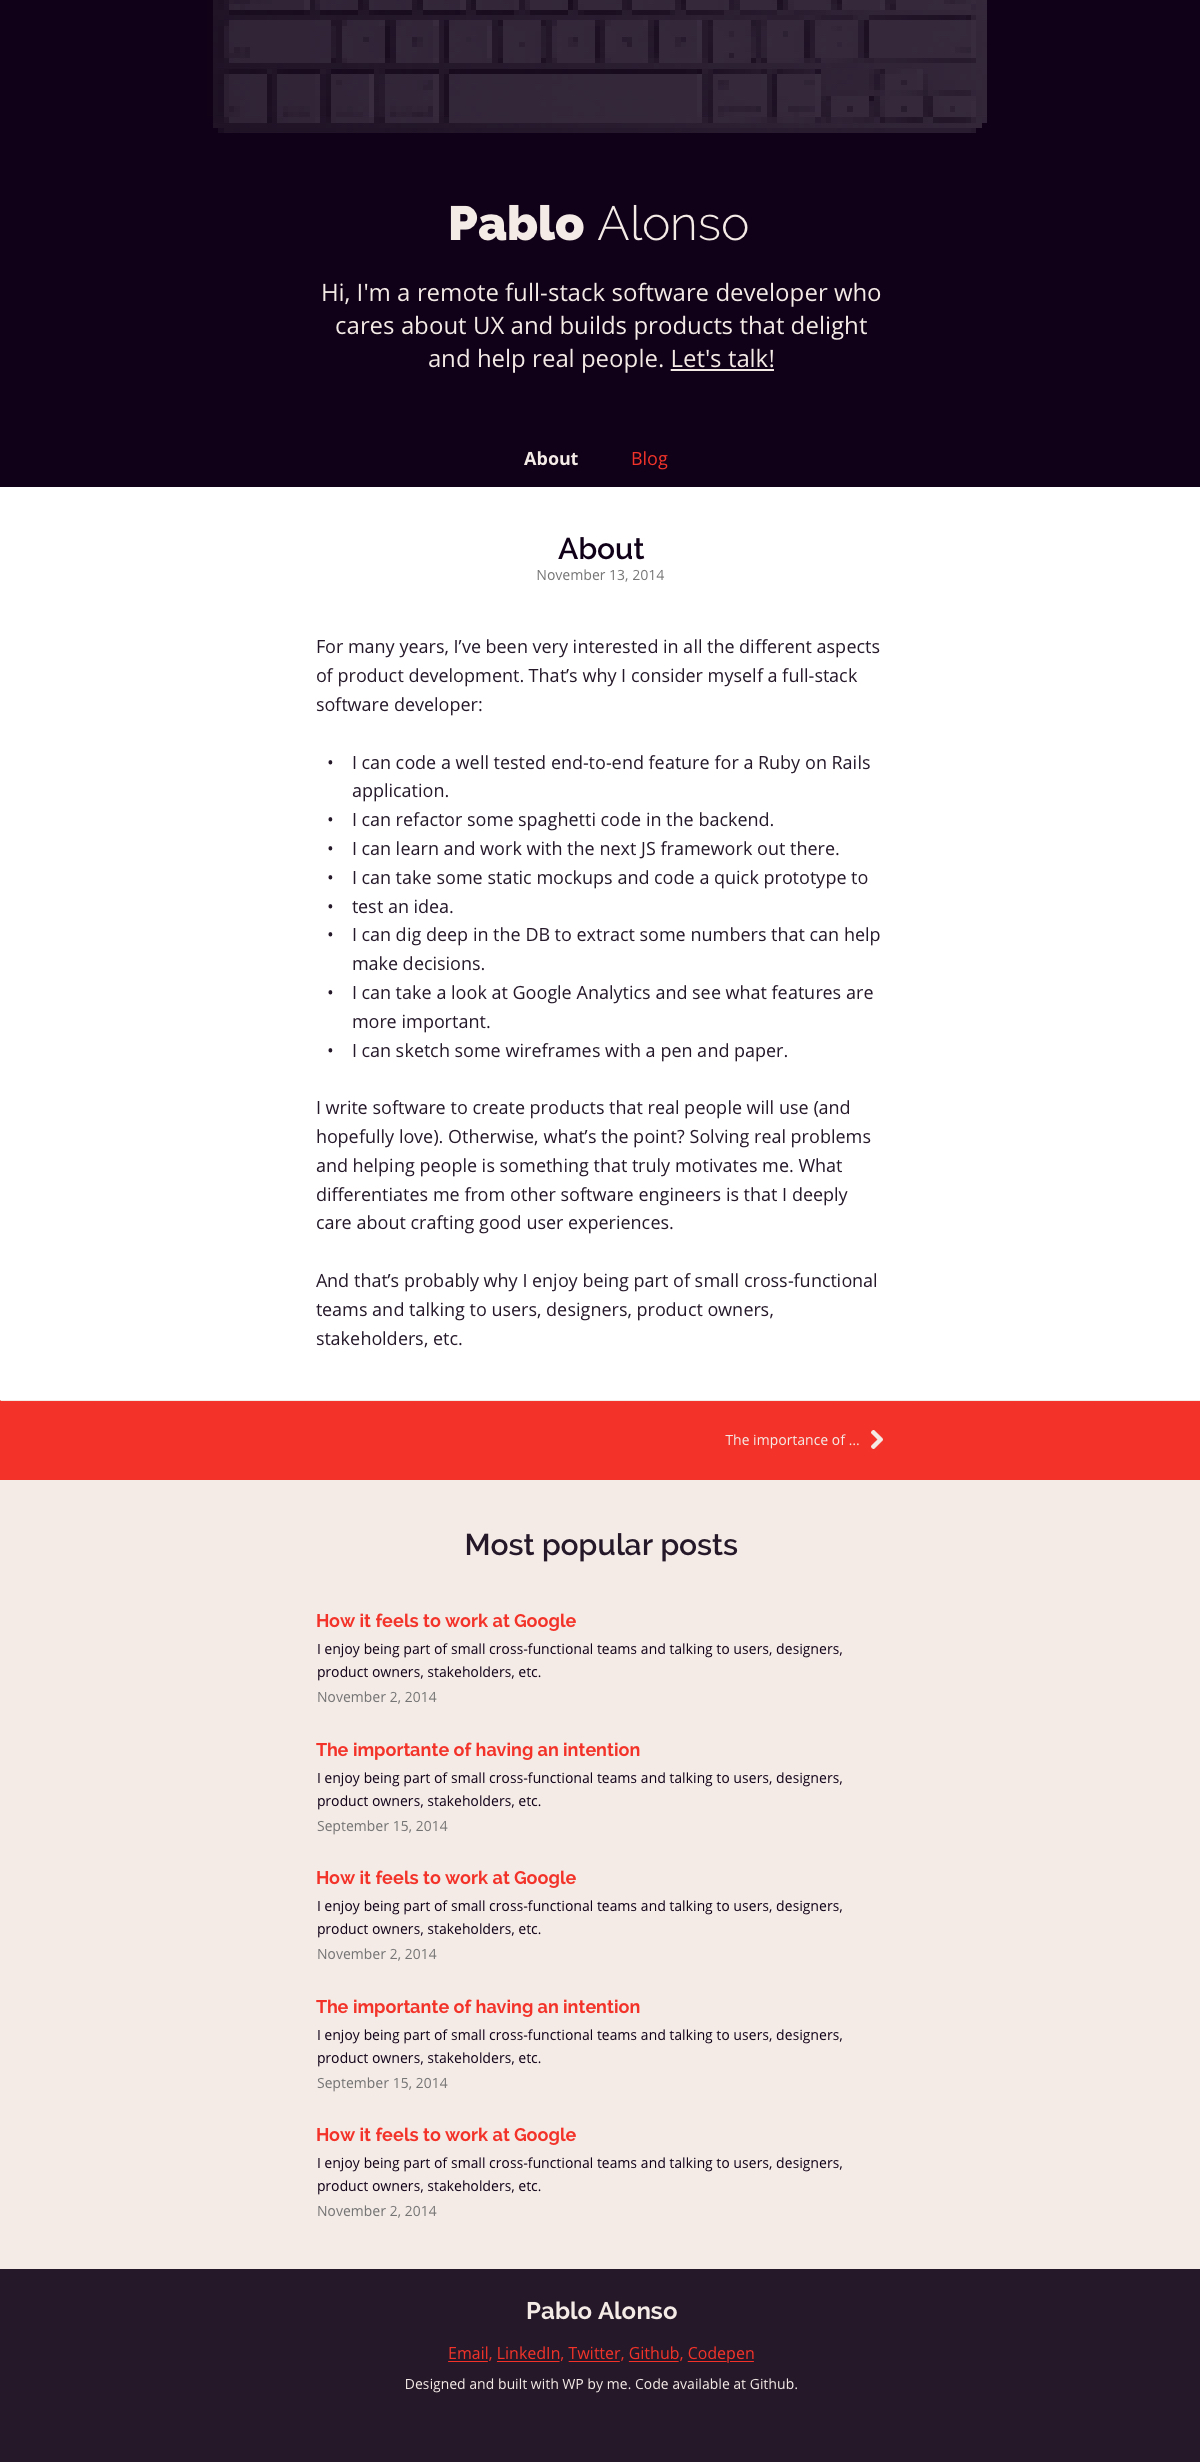 Pablo Alonso
Hi, I'm a remote full-stack software developer who
cares about UX and builds products that delight
and help real people. Let's talk!
About Blog
About
November 13, 2014
For many years, I’ve been very interested in all the different aspects
of product development. That’s why I consider myself a full-stack
software developer:
• I can code a well tested end-to-end feature for a Ruby on Rails
application.
• I can refactor some spaghetti code in the backend.
• I can learn and work with the next JS framework out there.
• I can take some static mockups and code a quick prototype to
• test an idea.
• I can dig deep in the DB to extract some numbers that can help
make decisions.
• I can take a look at Google Analytics and see what features are
more important.
• I can sketch some wireframes with a pen and paper.
I write software to create products that real people will use (and
hopefully love). Otherwise, what’s the point? Solving real problems
and helping people is something that truly motivates me. What
differentiates me from other software engineers is that I deeply
care about crafting good user experiences.
And that’s probably why I enjoy being part of small cross-functional
teams and talking to users, designers, product owners,
stakeholders, etc.
The importance of ...
Most popular posts
How it feels to work at Google
I enjoy being part of small cross-functional teams and talking to users, designers,
product owners, stakeholders, etc.
November 2, 2014
The importante of having an intention
I enjoy being part of small cross-functional teams and talking to users, designers,
product owners, stakeholders, etc.
September 15, 2014
How it feels to work at Google
I enjoy being part of small cross-functional teams and talking to users, designers,
product owners, stakeholders, etc.
November 2, 2014
The importante of having an intention
I enjoy being part of small cross-functional teams and talking to users, designers,
product owners, stakeholders, etc.
September 15, 2014
How it feels to work at Google
I enjoy being part of small cross-functional teams and talking to users, designers,
product owners, stakeholders, etc.
November 2, 2014
Pablo Alonso
Email, LinkedIn, Twitter, Github, Codepen
Designed and built with WP by me. Code available at Github.